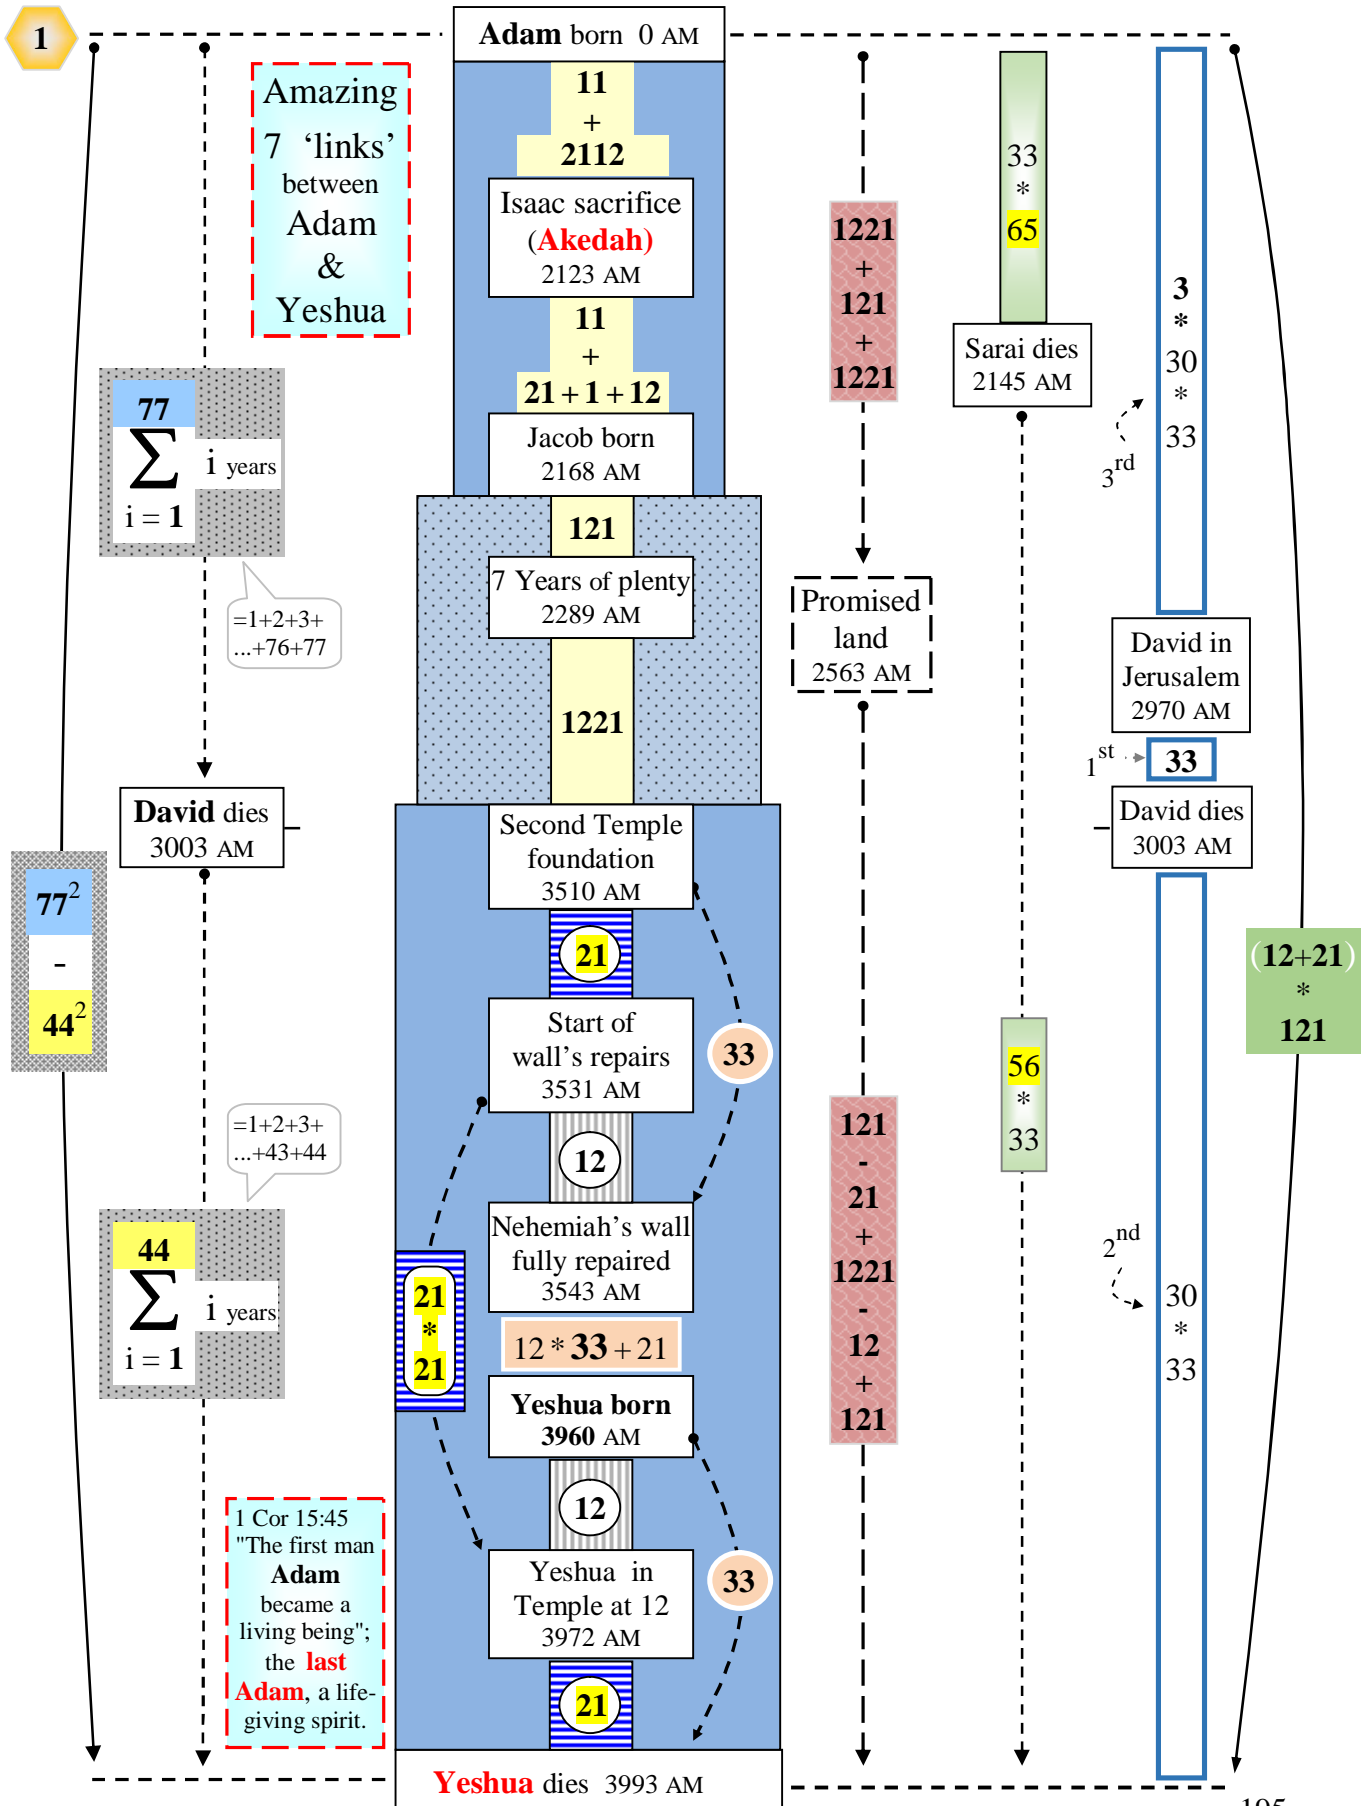 1
Adam born 0 AM
Amazing
7 ‘links’
between
Adam
&
Yeshua
11
+
2112
Isaac sacrifice
(Akedah)
2123 AM
11
+
21 + 1 + 12
Jacob born
2168 AM
121
7 Years of plenty
2289 AM
1221
Second Temple
foundation
3510 AM
21
Start of
wall’s repairs
3531 AM
33
12
Nehemiah’s wall
fully repaired
3543 AM
21
*
21
12 * 33 + 21
Yeshua born
3960 AM
12
Yeshua in
Temple at 12
3972 AM
33
21
Yeshua dies 3993 AM
77
∑ i years
i = 1
=1+2+3+
...+76+77
David dies
3003 AM
77²
-
44²
=1+2+3+
...+43+44
44
∑ i years
i = 1
1 Cor 15:45
"The first man
Adam
became a
living being";
the last
Adam, a life-
giving spirit.
1221
+
121
+
1221
Promised
land
2563 AM
121
-
21
+
1221
-
12
+
121
33
*
65
Sarai dies
2145 AM
56
*
33
3
*
30
*
33
3rd
David in
Jerusalem
2970 AM
1st
33
David dies
3003 AM
2nd
30
*
33
(12+21)
*
121